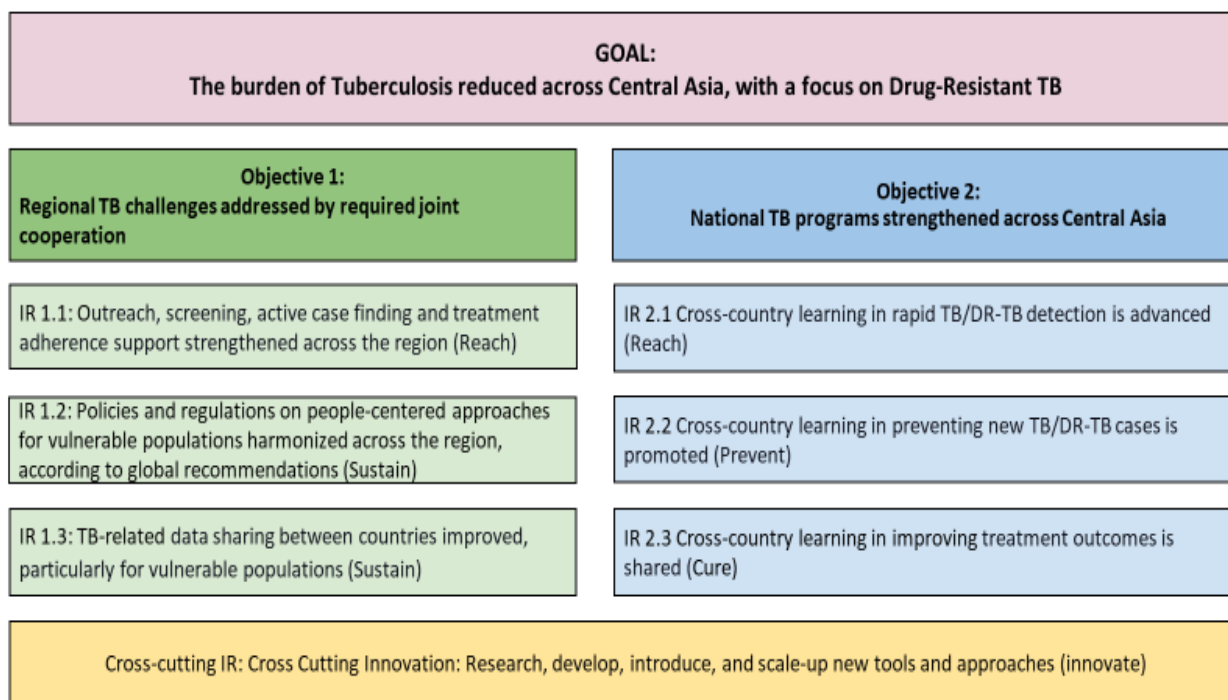 GOAL:
The burden of Tuberculosis reduced across Central Asia, with a focus on Drug-Resistant TB
Objective 1:
Regional TB challenges addressed by required joint
cooperation
Objective 2:
National TB programs strengthened across Central Asia
IR 1.1: Outreach, screening, active case finding and treatment
adherence support strengthened across the region (Reach)
IR 2.1 Cross-country learning in rapid TB/DR-TB detection is advanced
(Reach)
IR 1.2: Policies and regulations on people-centered approaches
for vulnerable populations harmonized across the region,
according to global recommendations (Sustain)
IR 2.2 Cross-country learning in preventing new TB/DR-TB cases is
promoted (Prevent)
IR 1.3: TB-related data sharing between countries improved,
particularly for vulnerable populations (Sustain)
IR 2.3 Cross-country learning in improving treatment outcomes is
shared (Cure)
Cross-cutting IR: Cross Cutting Innovation: Research, develop, introduce, and scale-up new tools and approaches (innovate)